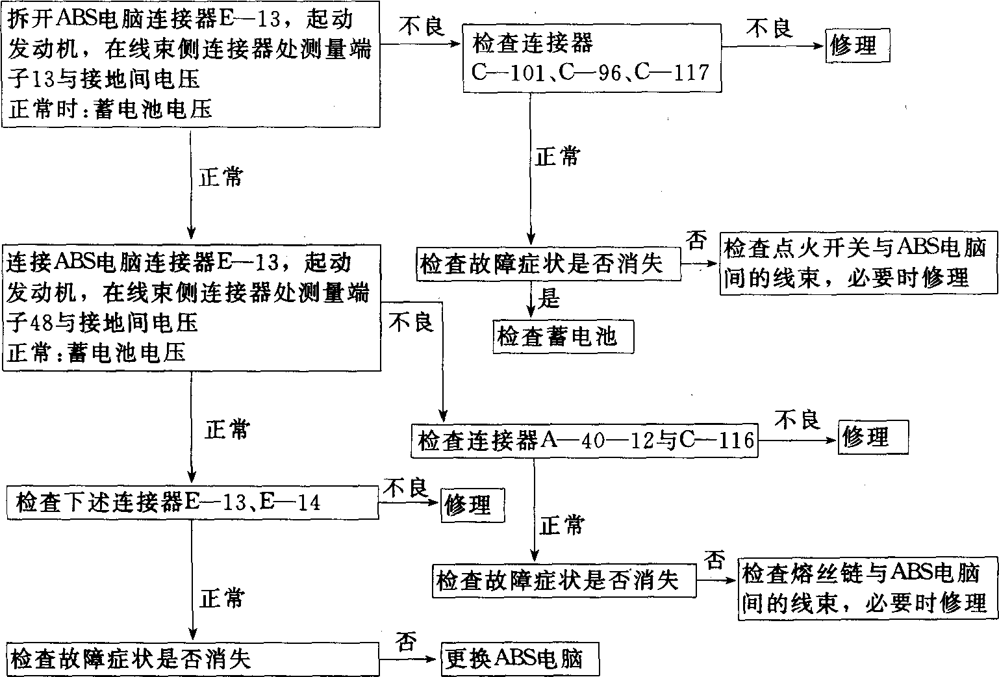 拆开ABS电脑连接器E—13，起动
发动机，在线束侧连接器处测量端
子13与接地间电压
正常时：蓄电池电压
不良
检查连接器
C—101、C—96、C—117
不良
修理
正常
正常
检查故障症状是否消失
否
检查点火开关与ABS电脑
间的线束，必要时修理
是
检查蓄电池
连接ABS电脑连接器E—13，起动
发动机，在线束侧连接器处测量端
子48与接地间电压
正常：蓄电池电压
不良
正常
检查连接器A—40—12与C—116
不良
修理
检查下述连接器E—13、E—14
不良
修理
正常
检查故障症状是否消失
否
检查熔丝链与ABS电脑
间的线束，必要时修理
正常
检查故障症状是否消失
否
更换ABS电脑